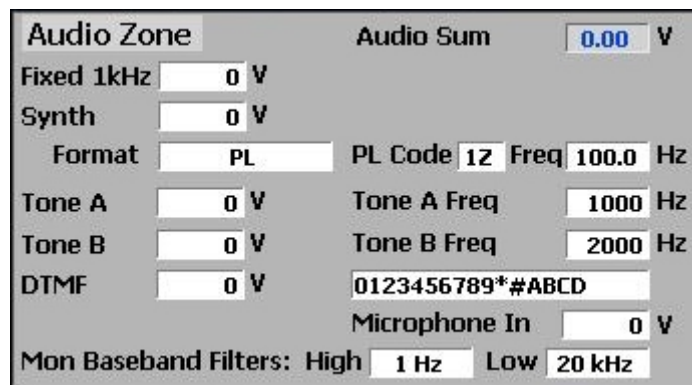 Audio Zone Audio Sum 0.00 V
Fixed 1kHz 0 V
Synth 0 V
Format PL PL Code 1Z Freq 100.0 Hz
Tone A 0 V Tone A Freq 1000 Hz
Tone B 0 V Tone B Freq 2000 Hz
DTMF 0 V 0123456789*#ABCD
Microphone In 0 V
Mon Baseband Filters: High 1 Hz Low 20 kHz